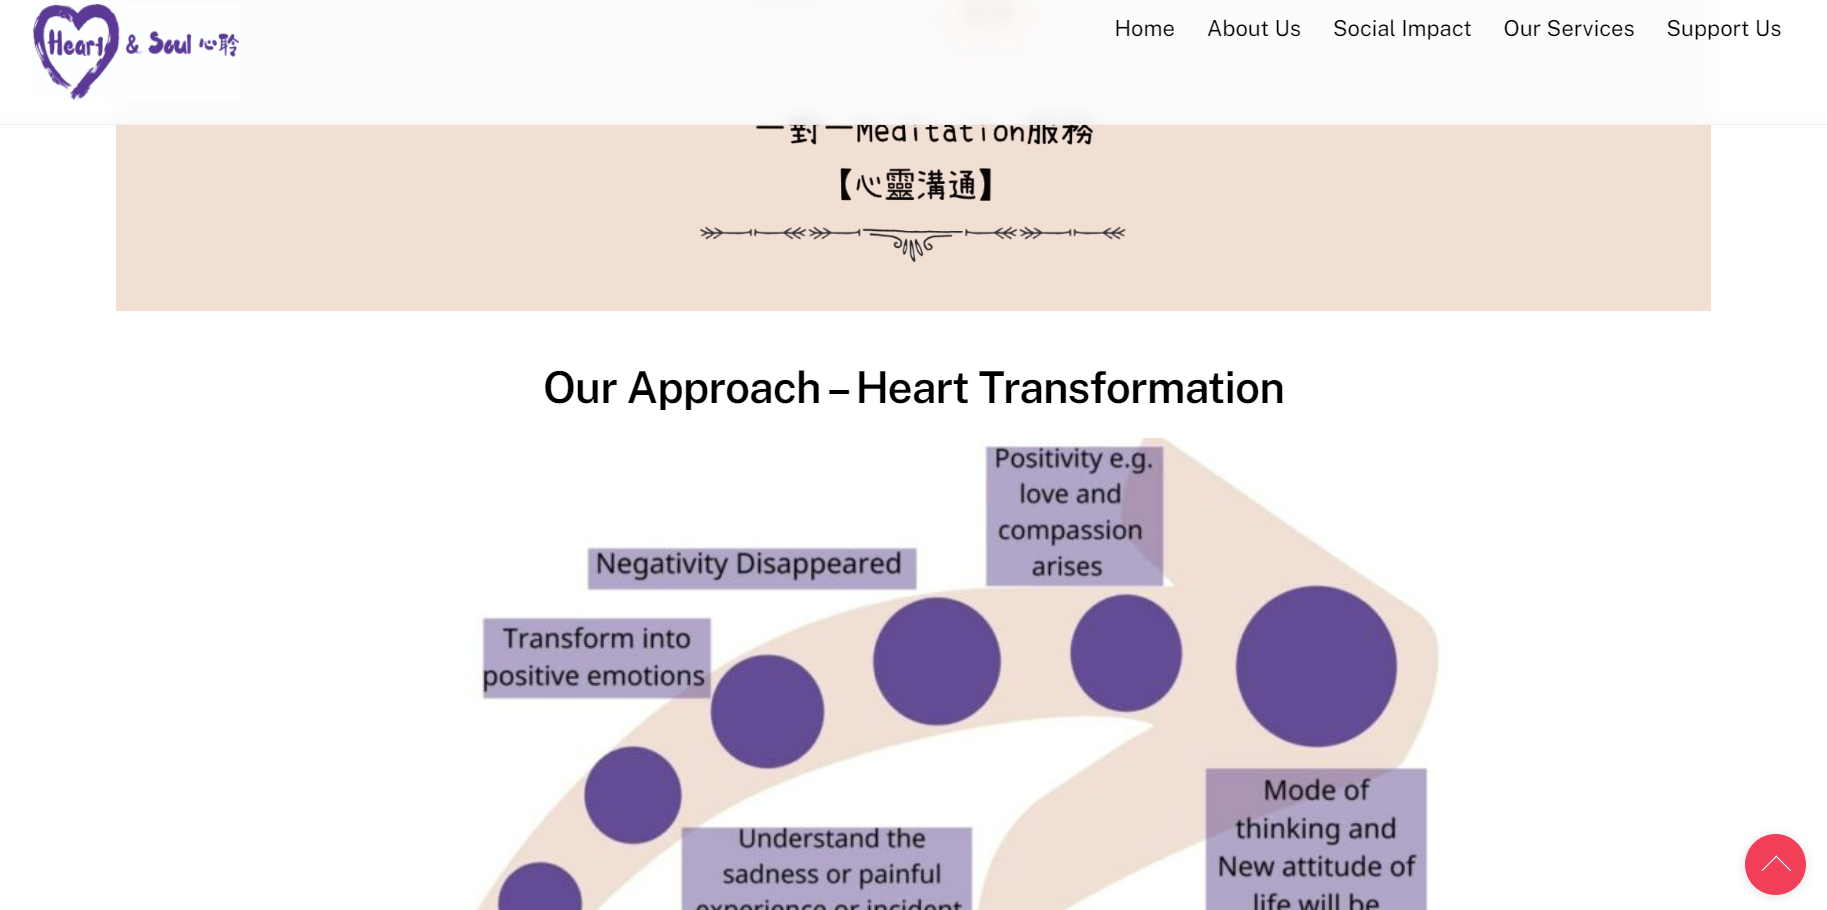 Heart & Soul 心聆
Home About Us Social Impact Our Services Support Us
一對一Meditation服務
【心靈溝通】
Our Approach – Heart Transformation
Positivity e.g.
love and
compassion
arises
Negativity Disappeared
Transform into
positive emotions
Understand the
sadness or painful
experience or incident
Mode of
thinking and
New attitude of
life will be